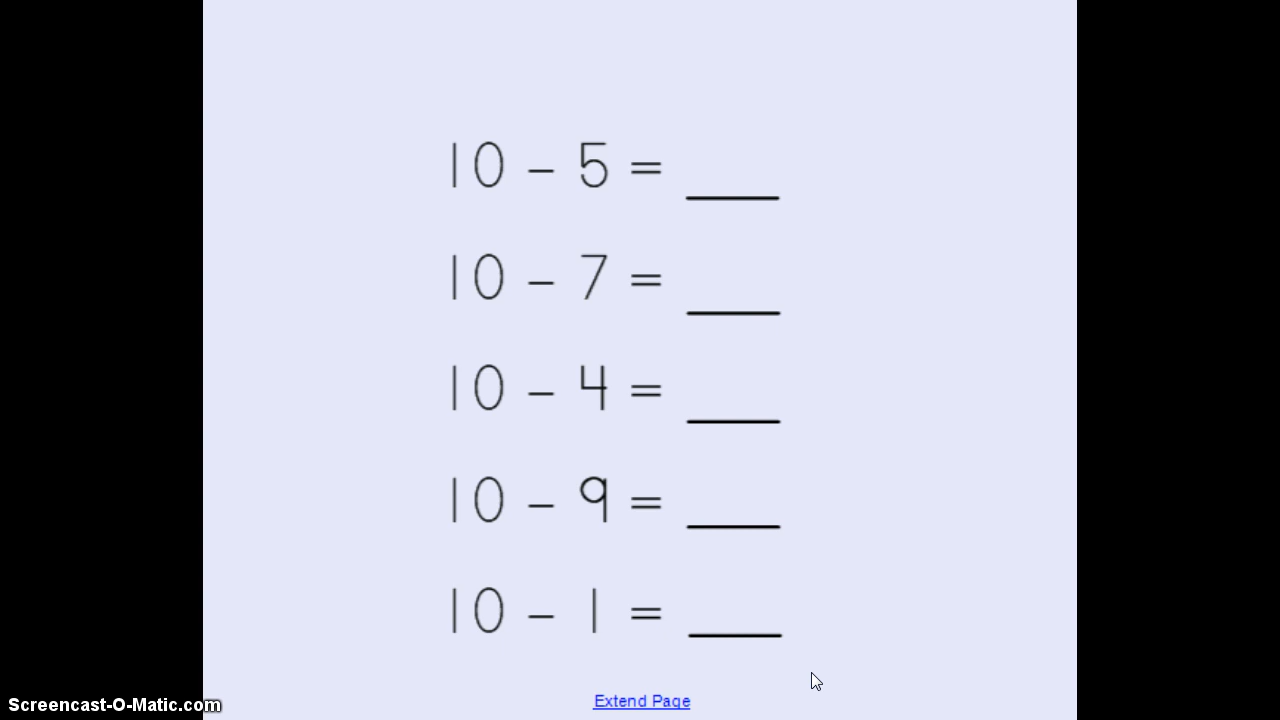 10 – 5 = ___
10 – 7 = ___
10 – 4 = ___
10 – 9 = ___
10 – 1 = ___
Extend Page
Screencast-O-Matic.com